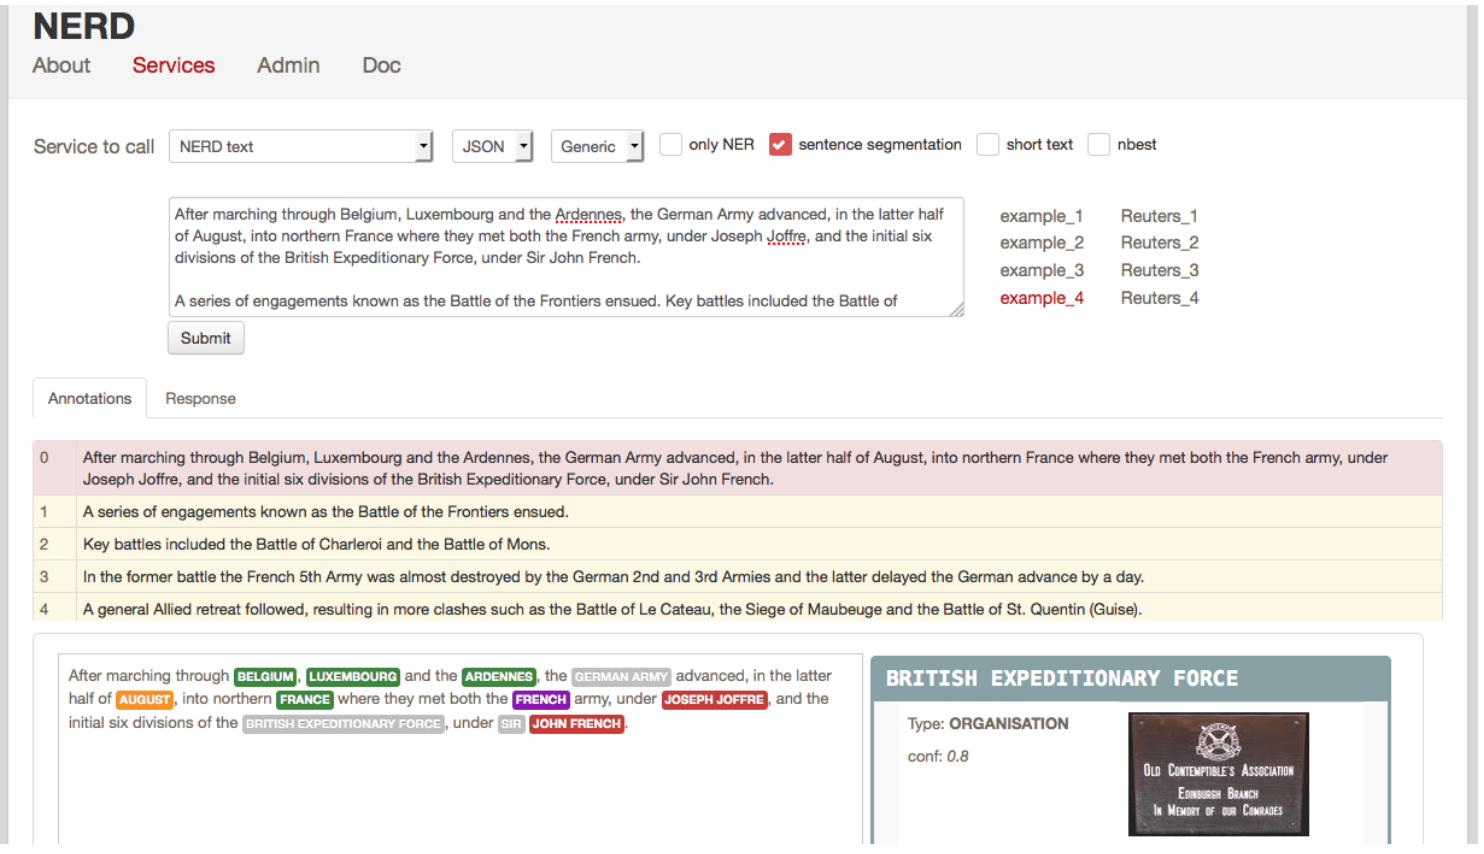 NERD
About Services Admin Doc
Service to call NERD text JSON Generic only NER sentence segmentation short text nbest
After marching through Belgium, Luxembourg and the Ardennes, the German Army advanced, in the latter half
of August, into northern France where they met both the French army, under Joseph Joffre, and the initial six
divisions of the British Expeditionary Force, under Sir John French.
A series of engagements known as the Battle of the Frontiers ensued. Key battles included the Battle of
example_1 Reuters_1
example_2 Reuters_2
example_3 Reuters_3
example_4 Reuters_4
Submit
Annotations Response
0 After marching through Belgium, Luxembourg and the Ardennes, the German Army advanced, in the latter half of August, into northern France where they met both the French army, under
Joseph Joffre, and the initial six divisions of the British Expeditionary Force, under Sir John French.
1 A series of engagements known as the Battle of the Frontiers ensued.
2 Key battles included the Battle of Charleroi and the Battle of Mons.
3 In the former battle the French 5th Army was almost destroyed by the German 2nd and 3rd Armies and the latter delayed the German advance by a day.
4 A general Allied retreat followed, resulting in more clashes such as the Battle of Le Cateau, the Siege of Maubeuge and the Battle of St. Quentin (Guise).
After marching through BELGIUM, LUXEMBOURG and the ARDENNES, the GERMAN ARMY advanced, in the latter
half of AUGUST, into northern FRANCE where they met both the FRENCH army, under JOSEPH JOFFRE, and the
initial six divisions of the BRITISH EXPEDITIONARY FORCE, under SIR JOHN FRENCH.
BRITISH EXPEDITIONARY FORCE
Type: ORGANISATION
conf: 0.8
OLD CONTEMPTIBLE'S ASSOCIATION
EDINBURGH BRANCH
IN MEMORY OF OUR COMRADES